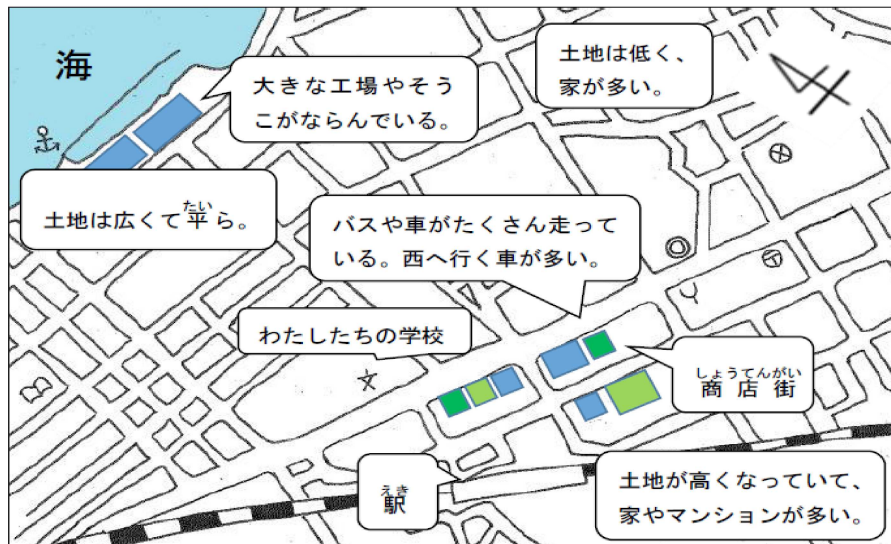 海
大きな工場やそう
こがならんでいる。
土地は低く、
家が多い。
たい
土地は広くて平ら。
バスや車がたくさん走って
いる。西へ行く車が多い。
わたしたちの学校
しょうてんがい
商店街
えき
駅
土地が高くなっていて、
家やマンションが多い。